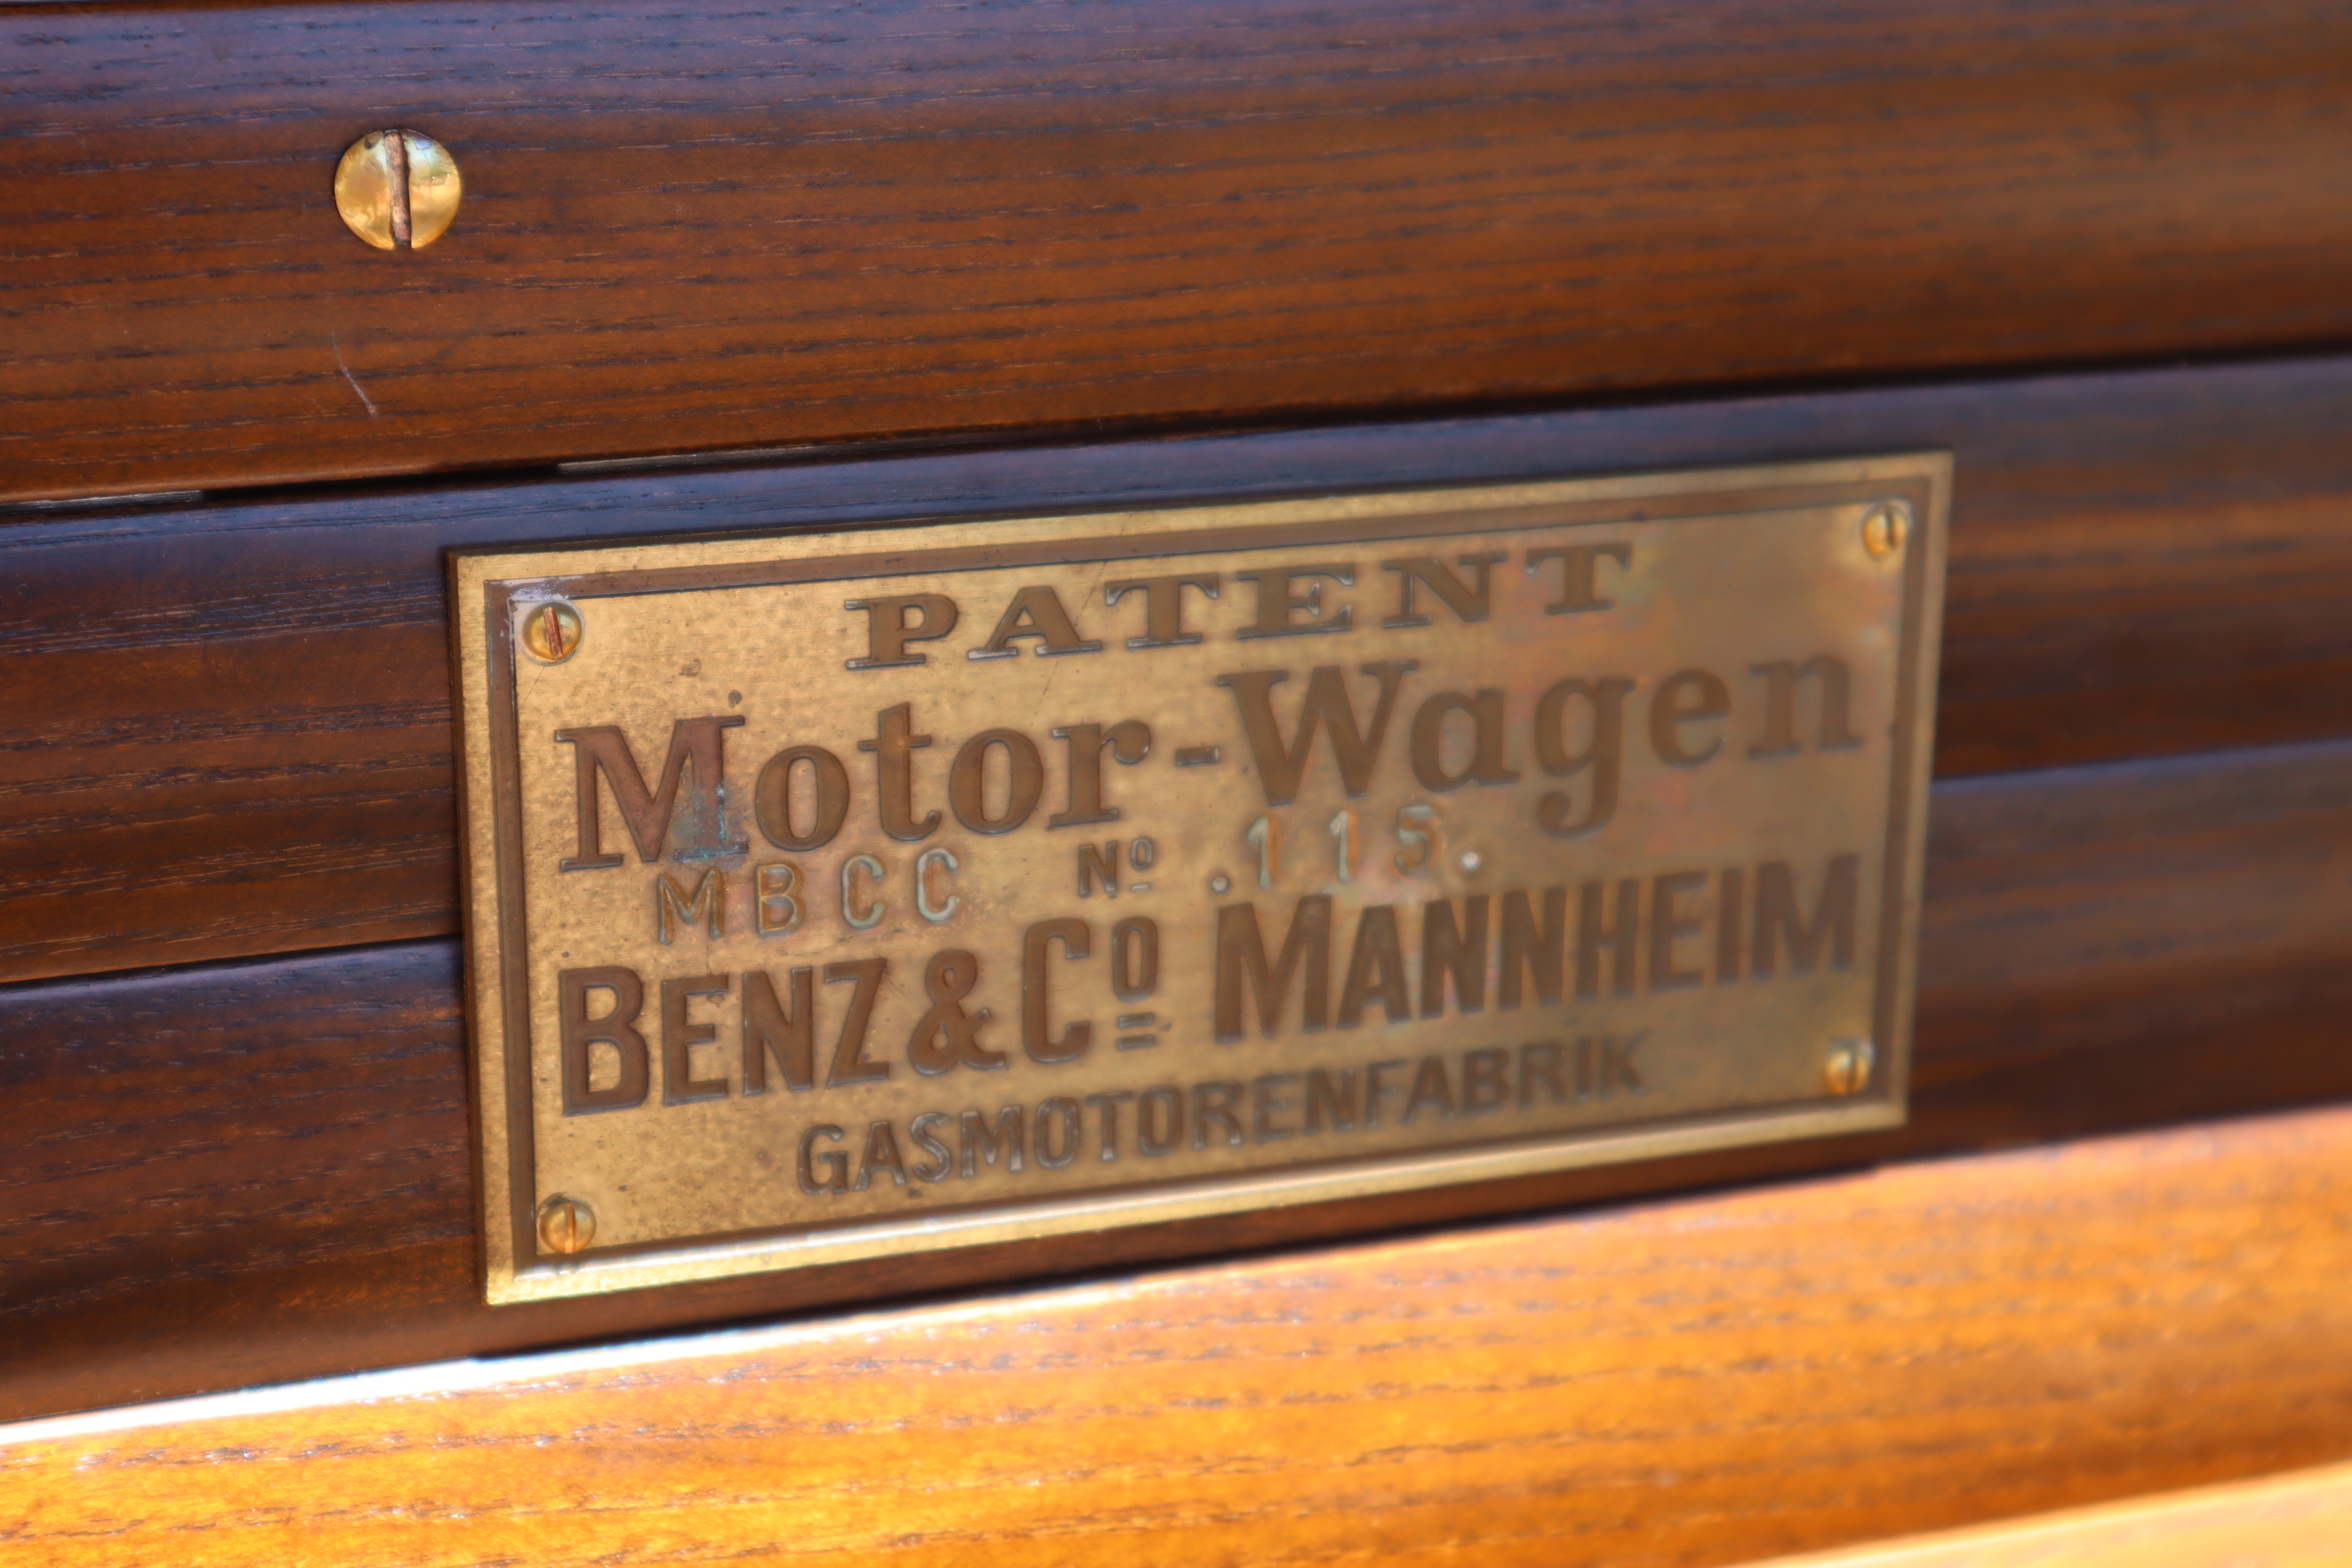 PATENT
Motor-Wagen
MBCC Nº .115.
BENZ & Cº MANNHEIM
GASMOTORENFABRIK